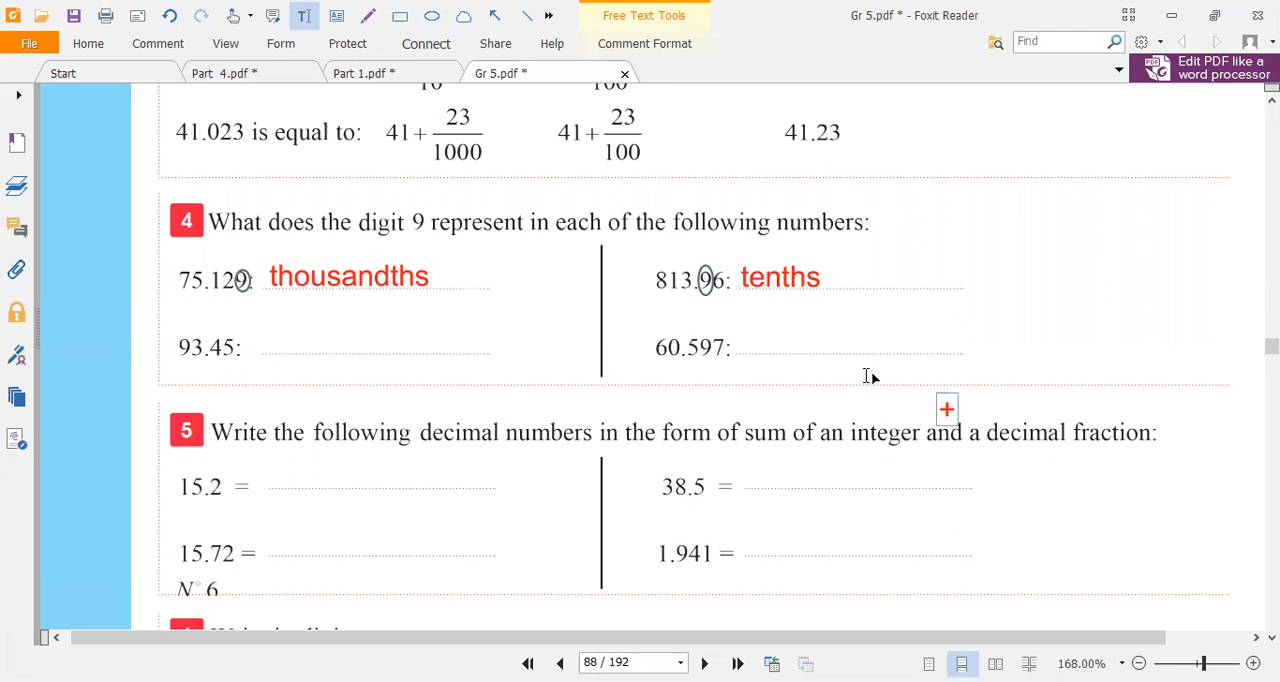 Free Text Tools
Gr 5.pdf * - Foxit Reader
File Home Comment View Form Protect Connect Share Help Comment Format
Find
Edit PDF like a word processor
Start Part 4.pdf * Part 1.pdf * Gr 5.pdf *
10 100
41.023 is equal to: 41+ 23/1000 41+ 23/100 41.23
4 What does the digit 9 represent in each of the following numbers:
75.129: thousandths 813.96: tenths
93.45: 60.597:
+
5 Write the following decimal numbers in the form of sum of an integer and a decimal fraction:
15.2 = 38.5 =
15.72 = 1.941 =
N° 6
88 / 192
168.00%